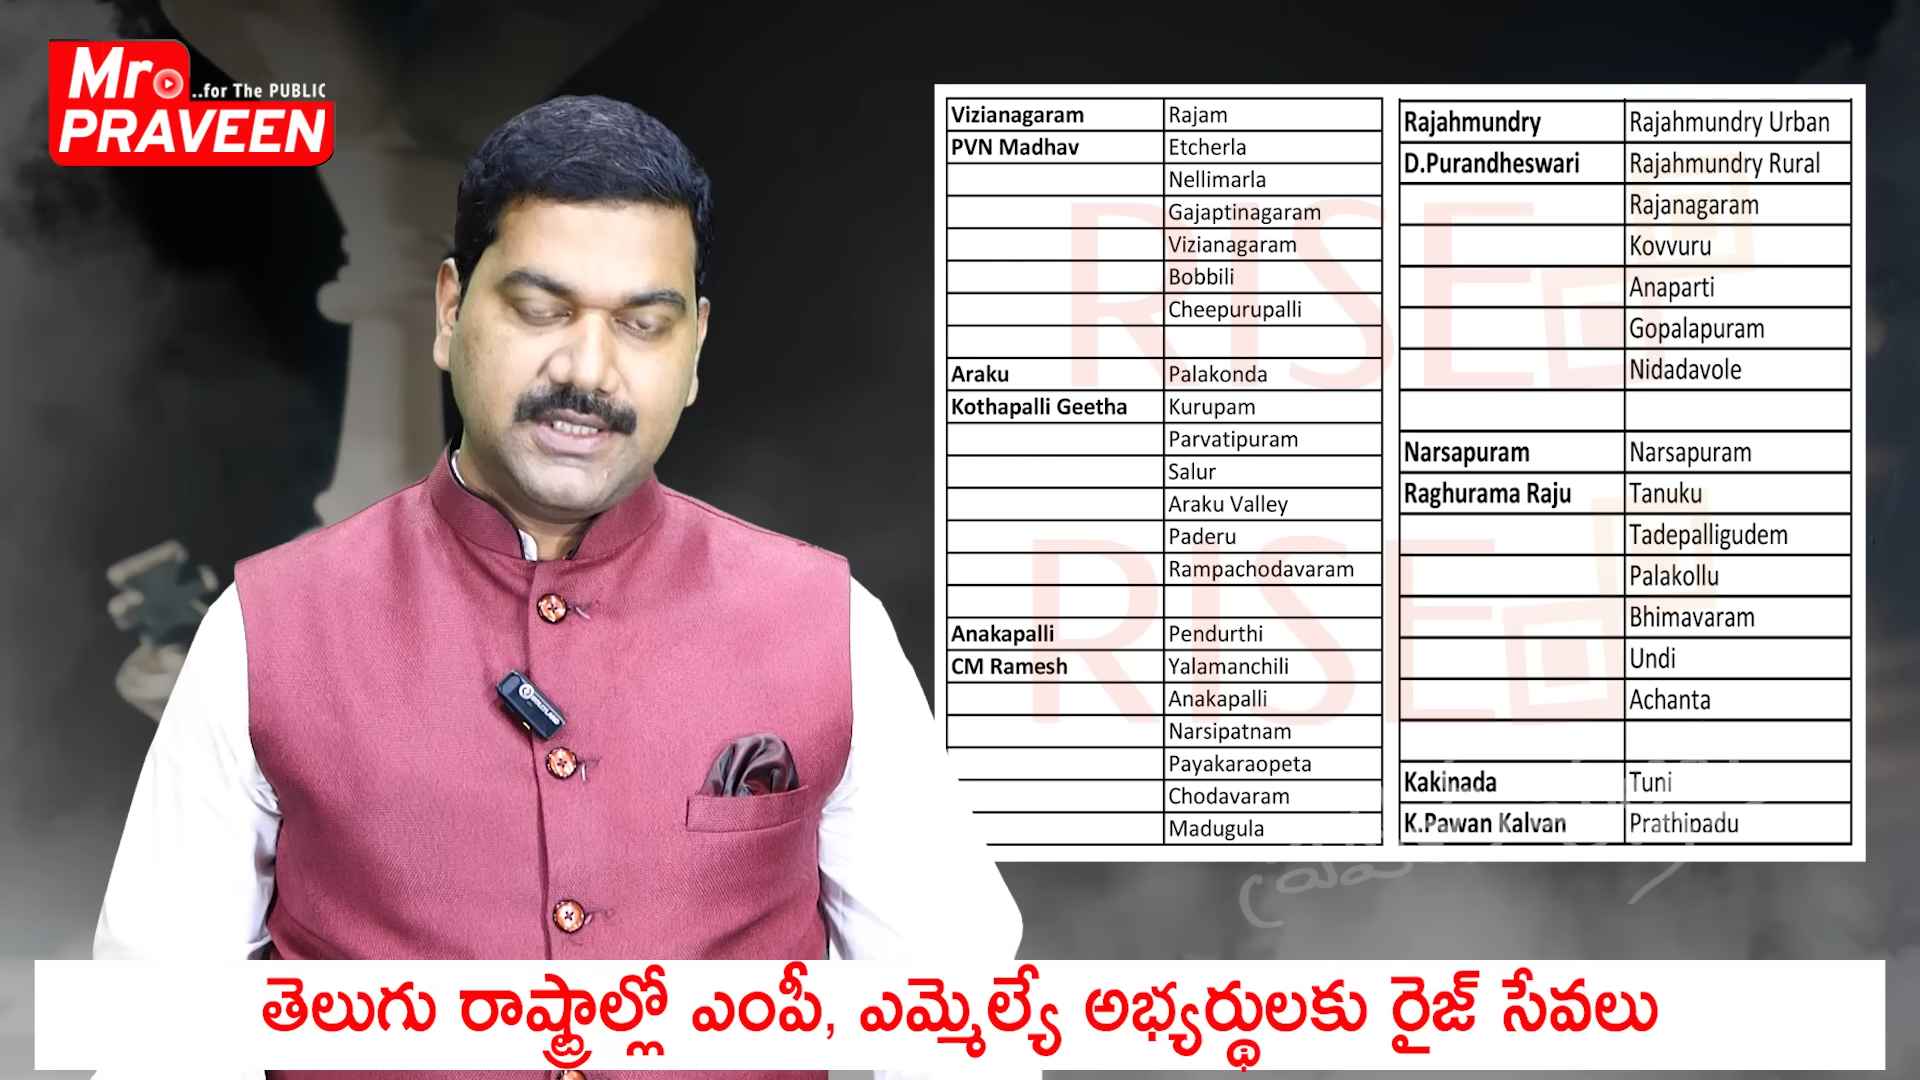 Mr
..for The PUBLIC
PRAVEEN
Vizianagaram Rajam
PVN Madhav Etcherla
Nellimarla
Gajaptinagaram
Vizianagaram
Bobbili
Cheepurupalli
Araku Palakonda
Kothapalli Geetha Kurupam
Parvatipuram
Salur
Araku Valley
Paderu
Rampachodavaram
Anakapalli Pendurthi
CM Ramesh Yalamanchili
Anakapalli
Narsipatnam
Payakaraopeta
Chodavaram
Madugula
Rajahmundry Rajahmundry Urban
D.Purandheswari Rajahmundry Rural
Rajanagaram
Kovvuru
Anaparti
Gopalapuram
Nidadavole
Narsapuram Narsapuram
Raghurama Raju Tanuku
Tadepalligudem
Palakollu
Bhimavaram
Undi
Achanta
Kakinada Tuni
K.Pawan Kalyan Prathipadu
RISE
RISE
తెలుగు రాష్ట్రాల్లో ఎంపీ, ఎమ్మెల్యే అభ్యర్థులకు రైజ్ సేవలు